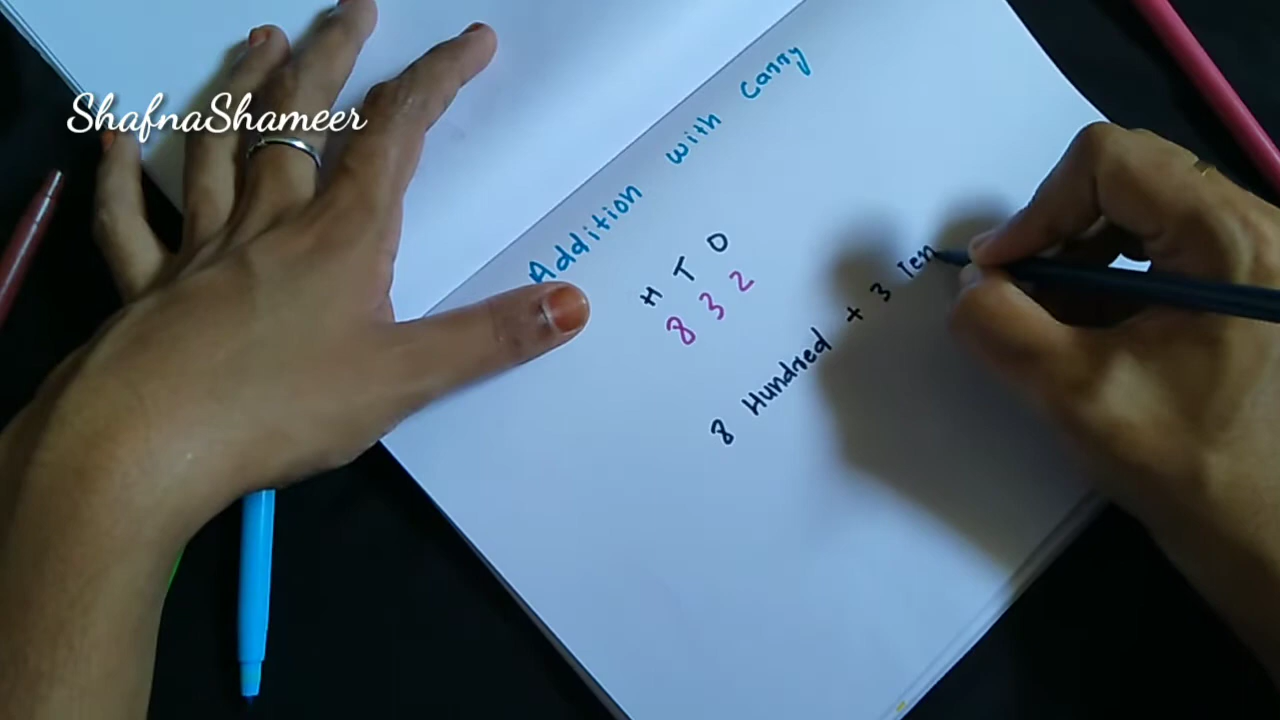 ShafnaShameer
Addition with Carry
H T O
8 3 2
8 Hundred + 3 Ten